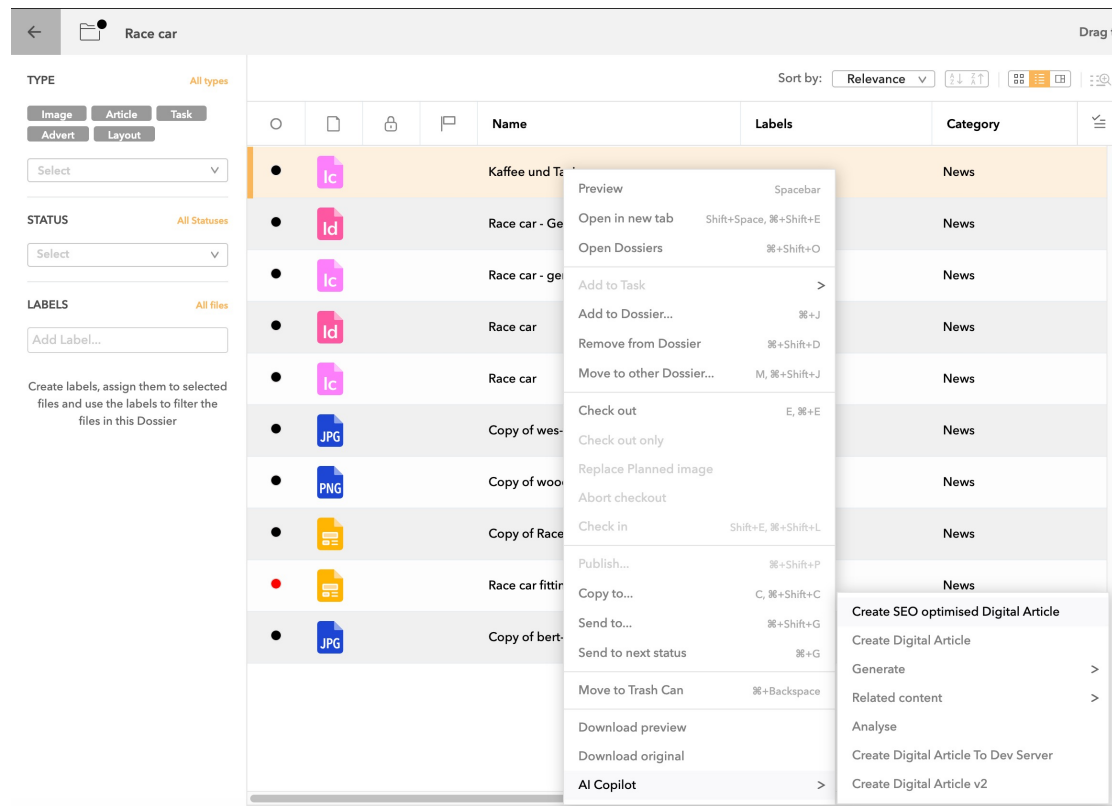 Race car
Drag
TYPE
All types
Image
Article
Task
Advert
Layout
Select
STATUS
All Statuses
Select
LABELS
All files
Add Label...
Create labels, assign them to selected
files and use the labels to filter the
files in this Dossier
Sort by:
Relevance
Name
Labels
Category
Ic
Kaffee und Ta
News
Id
Race car - Ge
News
Ic
Race car - ge
News
Id
Race car
News
Ic
Race car
News
JPG
Copy of wes-
News
PNG
Copy of woo
News
Copy of Race
News
Race car fittin
News
JPG
Copy of bert-
Preview Spacebar
Open in new tab Shift+Space, ⌘+Shift+E
Open Dossiers ⌘+Shift+O
Add to Task >
Add to Dossier... ⌘+J
Remove from Dossier ⌘+Shift+D
Move to other Dossier... M, ⌘+Shift+J
Check out E, ⌘+E
Check out only
Replace Planned image
Abort checkout
Check in Shift+E, ⌘+Shift+L
Publish... ⌘+Shift+P
Copy to... C, ⌘+Shift+C
Send to... ⌘+Shift+G
Send to next status ⌘+G
Move to Trash Can ⌘+Backspace
Download preview
Download original
AI Copilot >
Create SEO optimised Digital Article
Create Digital Article
Generate >
Related content >
Analyse
Create Digital Article To Dev Server
Create Digital Article v2